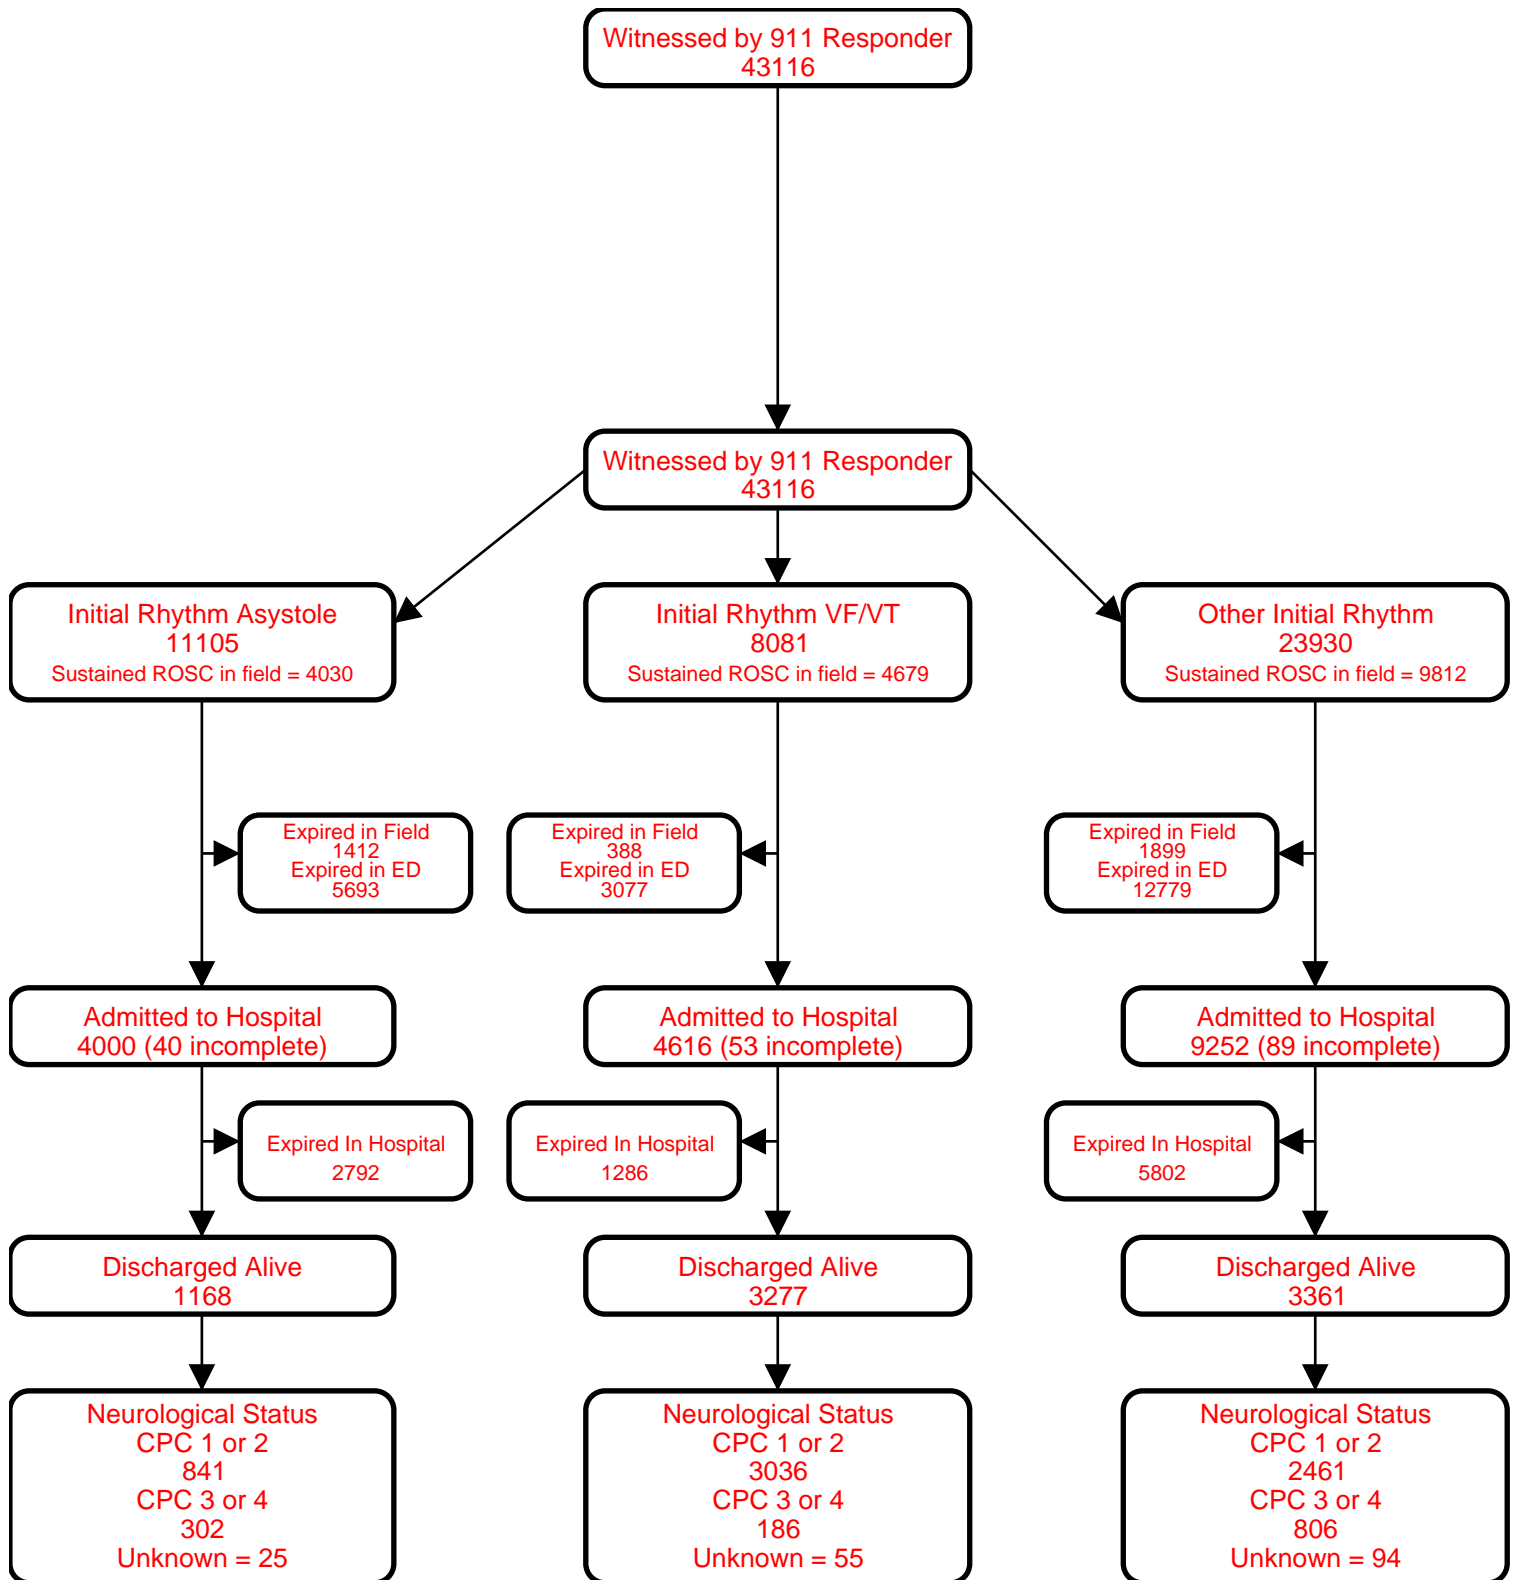 Witnessed by 911 Responder
43116
Witnessed by 911 Responder
43116
Initial Rhythm Asystole
11105
Sustained ROSC in field = 4030
Initial Rhythm VF/VT
8081
Sustained ROSC in field = 4679
Other Initial Rhythm
23930
Sustained ROSC in field = 9812
Expired in Field
1412
Expired in ED
5693
Expired in Field
388
Expired in ED
3077
Expired in Field
1899
Expired in ED
12779
Admitted to Hospital
4000 (40 incomplete)
Admitted to Hospital
4616 (53 incomplete)
Admitted to Hospital
9252 (89 incomplete)
Expired In Hospital
2792
Expired In Hospital
1286
Expired In Hospital
5802
Discharged Alive
1168
Discharged Alive
3277
Discharged Alive
3361
Neurological Status
CPC 1 or 2
841
CPC 3 or 4
302
Unknown = 25
Neurological Status
CPC 1 or 2
3036
CPC 3 or 4
186
Unknown = 55
Neurological Status
CPC 1 or 2
2461
CPC 3 or 4
806
Unknown = 94